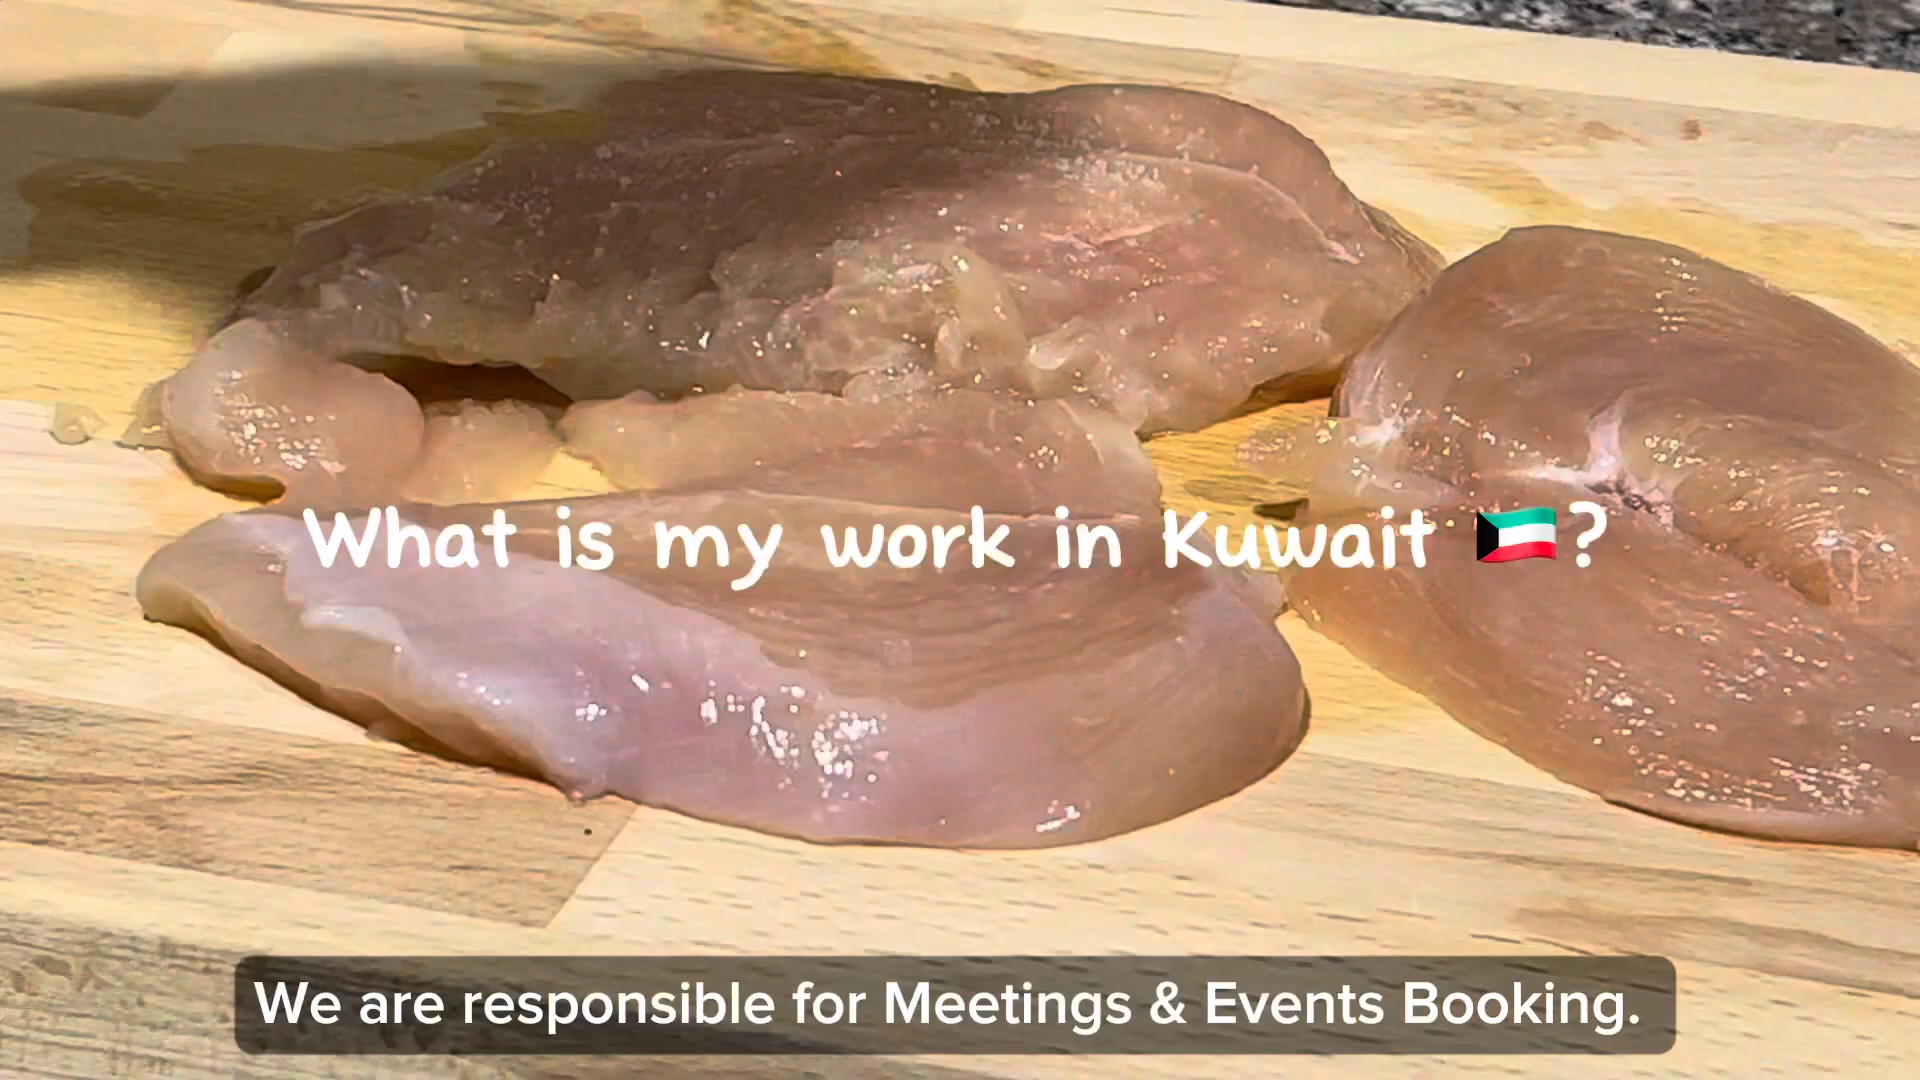 What is my work in Kuwait 🇰🇼?
We are responsible for Meetings & Events Booking.